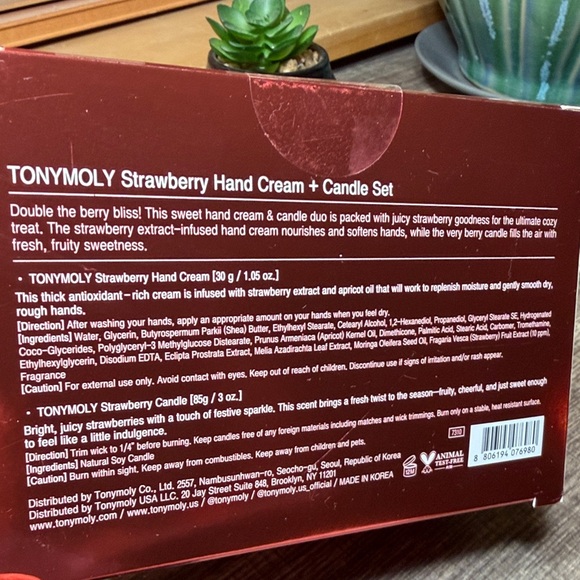 TONYMOLY Strawberry Hand Cream + Candle Set
Double the berry bliss! This sweet hand cream & candle duo is packed with juicy strawberry goodness for the ultimate cozy
treat. The strawberry extract-infused hand cream nourishes and softens hands, while the very berry candle fills the air with
fresh, fruity sweetness.
• TONYMOLY Strawberry Hand Cream [30 g / 1.05 oz.]
This thick antioxidant-rich cream is infused with strawberry extract and apricot oil that will work to replenish moisture and gently smooth dry,
rough hands.
[Direction] After washing your hands, apply an appropriate amount on your hands when you feel dry.
[Ingredients] Water, Glycerin, Butyrospermum Parkii (Shea) Butter, Ethylhexyl Stearate, Cetearyl Alcohol, 1,2-Hexanediol, Propanediol, Glyceryl Stearate SE, Hydrogenated
Coco-Glycerides, Polyglyceryl-3 Methylglucose Distearate, Prunus Armeniaca (Apricot) Kernel Oil, Dimethicone, Palmitic Acid, Stearic Acid, Carbomer, Tromethamine,
Ethylhexylglycerin, Disodium EDTA, Eclipta Prostrata Extract, Melia Azadirachta Leaf Extract, Moringa Oleifera Seed Oil, Fragaria Vesca (Strawberry) Fruit Extract (10 ppm),
Fragrance
[Caution] For external use only. Avoid contact with eyes. Keep out of reach of children. Discontinue use if signs of irritation and/or rash appear.
• TONYMOLY Strawberry Candle [85g / 3 oz.]
Bright, juicy strawberries with a touch of festive sparkle. This scent brings a fresh twist to the season—fruity, cheerful, and just sweet enough
to feel like a little indulgence.
[Direction] Trim wick to 1/4" before burning. Keep candles free of any foreign materials including matches and wick trimmings. Burn only on a stable, heat resistant surface.
[Ingredients] Natural Soy Candle
[Caution] Burn within sight. Keep away from combustibles. Keep away from children and pets.
Distributed by Tonymoly Co., Ltd. 2557, Nambusunhwan-ro, Seocho-gu, Seoul, Republic of Korea
Distributed by Tonymoly USA LLC. 20 Jay Street Suite 848, Brooklyn, NY 11201
www.tonymoly.com / www.tonymoly.us / @tonymoly / @tonymoly.us_official / MADE IN KOREA
12M
ANIMAL
TEST-FREE
7310
8 806194 076980